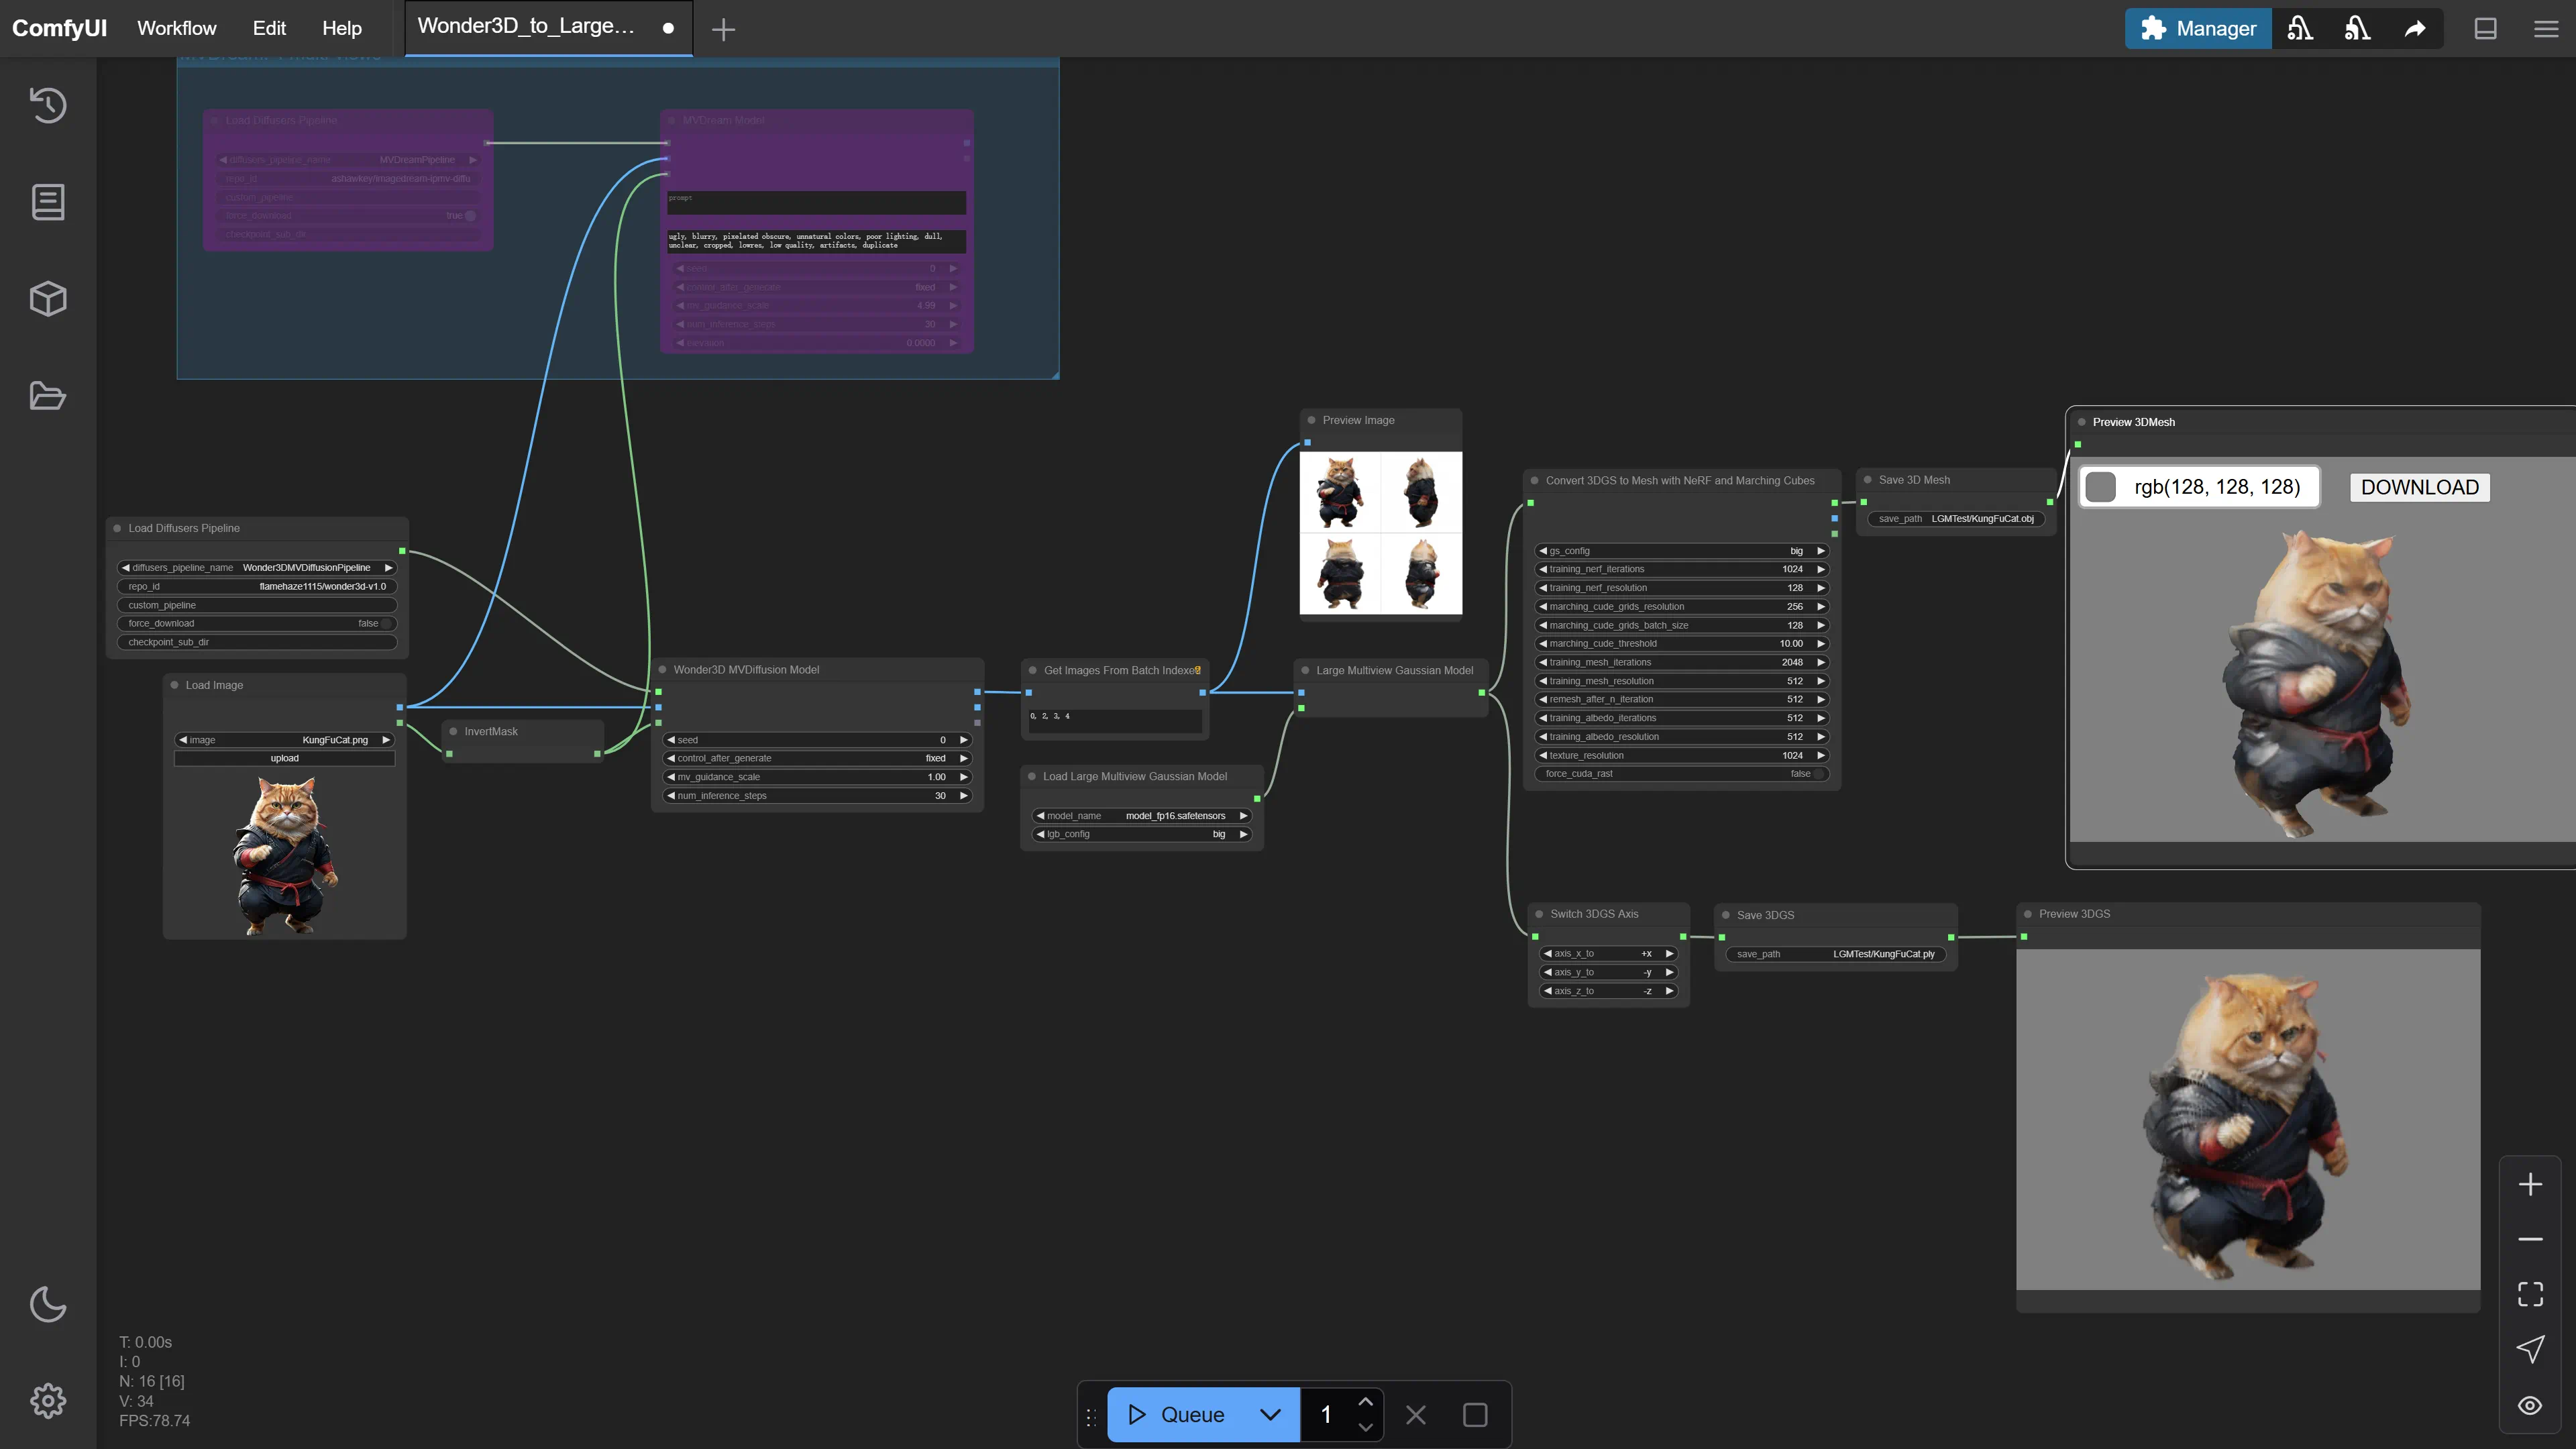 ComfyUI
Workflow
Edit
Help
Wonder3D_to_Large...
Manager
Load Diffusers Pipeline
diffusers_pipeline_name MVDreamPipeline
repo_id ashawkey/imagedream-ipmv-diffu
custom_pipeline
force_download true
checkpoint_sub_dir
MVDream Model
prompt
ugly, blurry, pixelated obscure, unnatural colors, poor lighting, dull,
unclear, cropped, lowres, low quality, artifacts, duplicate
seed 0
control_after_generate fixed
mv_guidance_scale 4.99
num_inference_steps 30
elevation 0.0000
Load Diffusers Pipeline
diffusers_pipeline_name Wonder3DMVDiffusionPipeline
repo_id flamehaze1115/wonder3d-v1.0
custom_pipeline
force_download false
checkpoint_sub_dir
Load Image
image KungFuCat.png
upload
InvertMask
Wonder3D MVDiffusion Model
seed 0
control_after_generate fixed
mv_guidance_scale 1.00
num_inference_steps 30
Get Images From Batch Indexed
0, 2, 3, 4
Load Large Multiview Gaussian Model
model_name model_fp16.safetensors
lgb_config big
Preview Image
Large Multiview Gaussian Model
Convert 3DGS to Mesh with NeRF and Marching Cubes
gs_config big
training_nerf_iterations 1024
training_nerf_resolution 128
marching_cude_grids_resolution 256
marching_cude_grids_batch_size 128
marching_cude_threshold 10.00
training_mesh_iterations 2048
training_mesh_resolution 512
remesh_after_n_iteration 512
training_albedo_iterations 512
training_albedo_resolution 512
texture_resolution 1024
force_cuda_rast false
Save 3D Mesh
save_path LGMTest/KungFuCat.obj
Preview 3DMesh
rgb(128, 128, 128)
DOWNLOAD
Switch 3DGS Axis
axis_x_to +x
axis_y_to -y
axis_z_to -z
Save 3DGS
save_path LGMTest/KungFuCat.ply
Preview 3DGS
T: 0.00s
I: 0
N: 16 [16]
V: 34
FPS:78.74
Queue
1